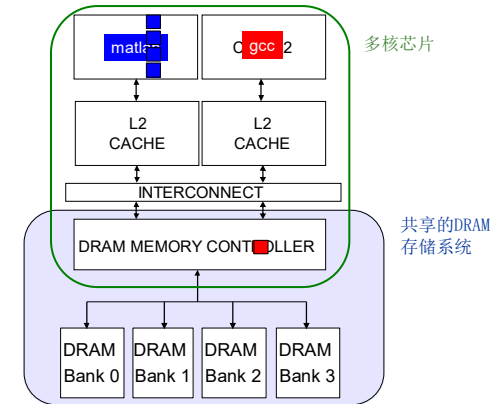 matlab
gcc
2
多核芯片
L2
CACHE
L2
CACHE
INTERCONNECT
共享的DRAM
存储系统
DRAM MEMORY CONTROLLER
DRAM
Bank 0
DRAM
Bank 1
DRAM
Bank 2
DRAM
Bank 3